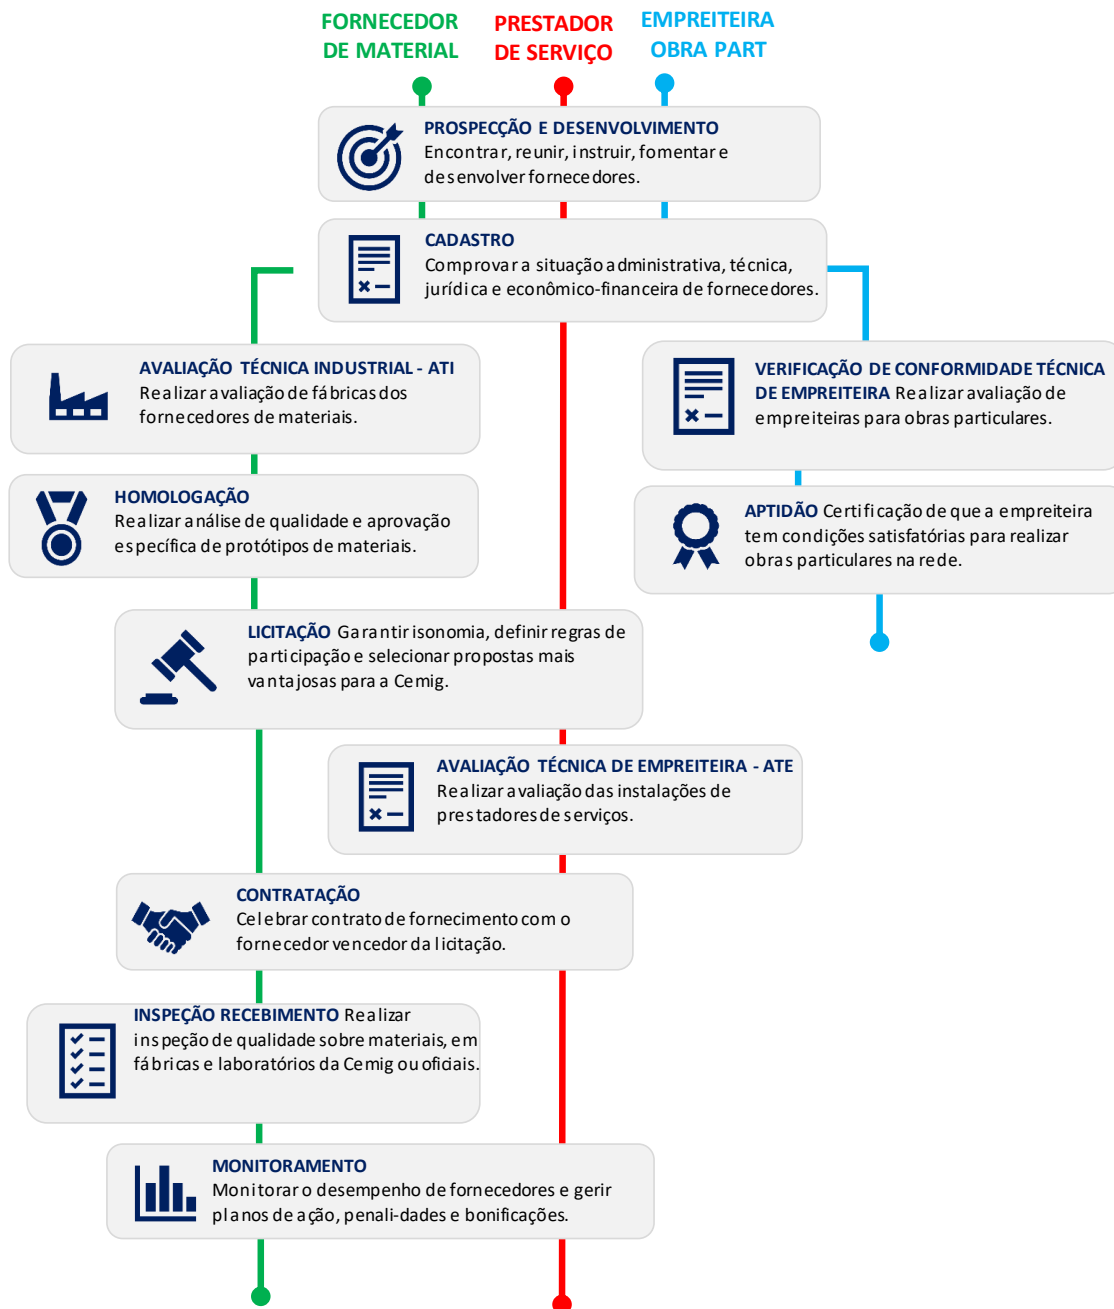 FORNECEDOR
DE MATERIAL
PRESTADOR
DE SERVIÇO
EMPREITEIRA
OBRA PART
PROSPECÇÃO E DESENVOLVIMENTO
Encontrar, reunir, instruir, fomentar e
desenvolver fornecedores.
CADASTRO
Comprovar a situação administrativa, técnica,
jurídica e econômico-financeira de fornecedores.
AVALIAÇÃO TÉCNICA INDUSTRIAL - ATI
Realizar avaliação de fábricas dos
fornecedores de materiais.
VERIFICAÇÃO DE CONFORMIDADE TÉCNICA
DE EMPREITEIRA Realizar avaliação de
empreiteiras para obras particulares.
HOMOLOGAÇÃO
Realizar análise de qualidade e aprovação
específica de protótipos de materiais.
APTIDÃO Certificação de que a empreiteira
tem condições satisfatórias para realizar
obras particulares na rede.
LICITAÇÃO Garantir isonomia, definir regras de
participação e selecionar propostas mais
vantajosas para a Cemig.
AVALIAÇÃO TÉCNICA DE EMPREITEIRA - ATE
Realizar avaliação das instalações de
prestadores de serviços.
CONTRATAÇÃO
Celebrar contrato de fornecimento com o
fornecedor vencedor da licitação.
INSPEÇÃO RECEBIMENTO Realizar
inspeção de qualidade sobre materiais, em
fábricas e laboratórios da Cemig ou oficiais.
MONITORAMENTO
Monitorar o desempenho de fornecedores e gerir
planos de ação, penali-dades e bonificações.